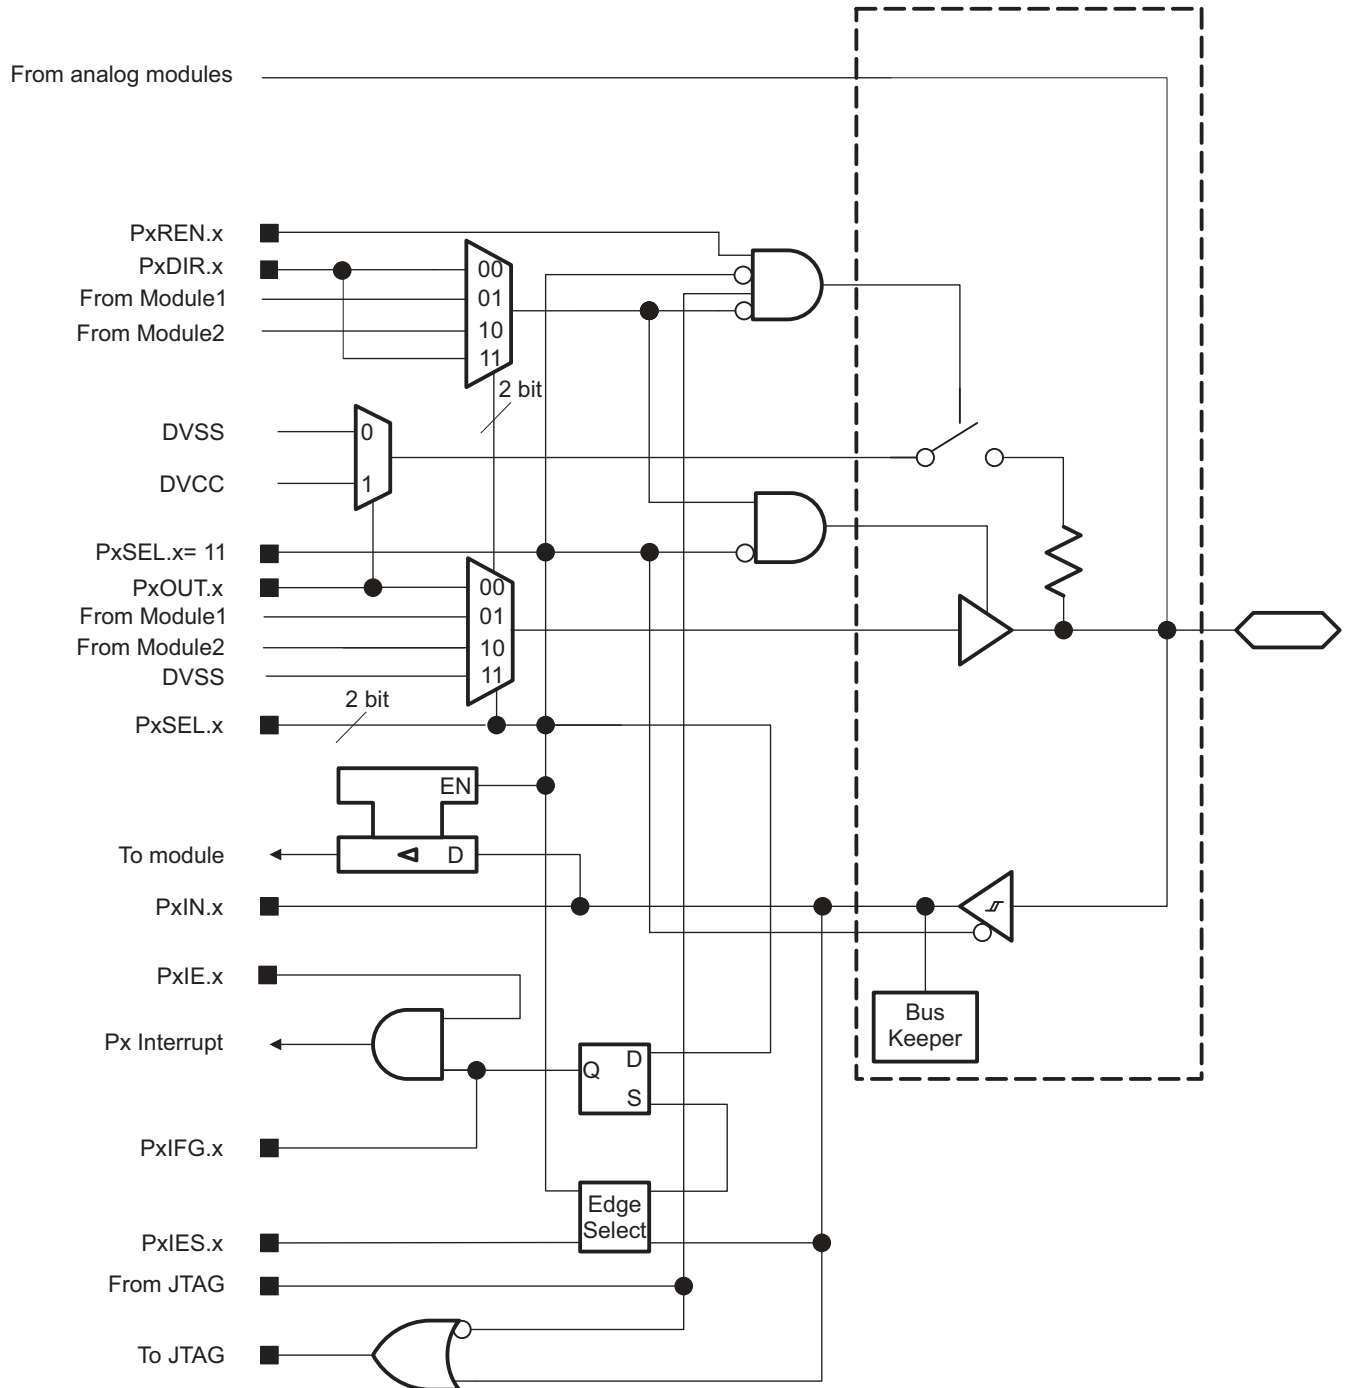 From analog modules
PxREN.x
PxDIR.x
00
From Module1
01
From Module2
10
11
2 bit
DVSS
0
DVCC
1
PxSEL.x= 11
PxOUT.x
00
From Module1
01
From Module2
10
DVSS
11
2 bit
PxSEL.x
EN
To module
D
PxIN.x
PxIE.x
Bus
Keeper
Px Interrupt
Q
D
S
PxIFG.x
Edge
Select
PxIES.x
From JTAG
To JTAG